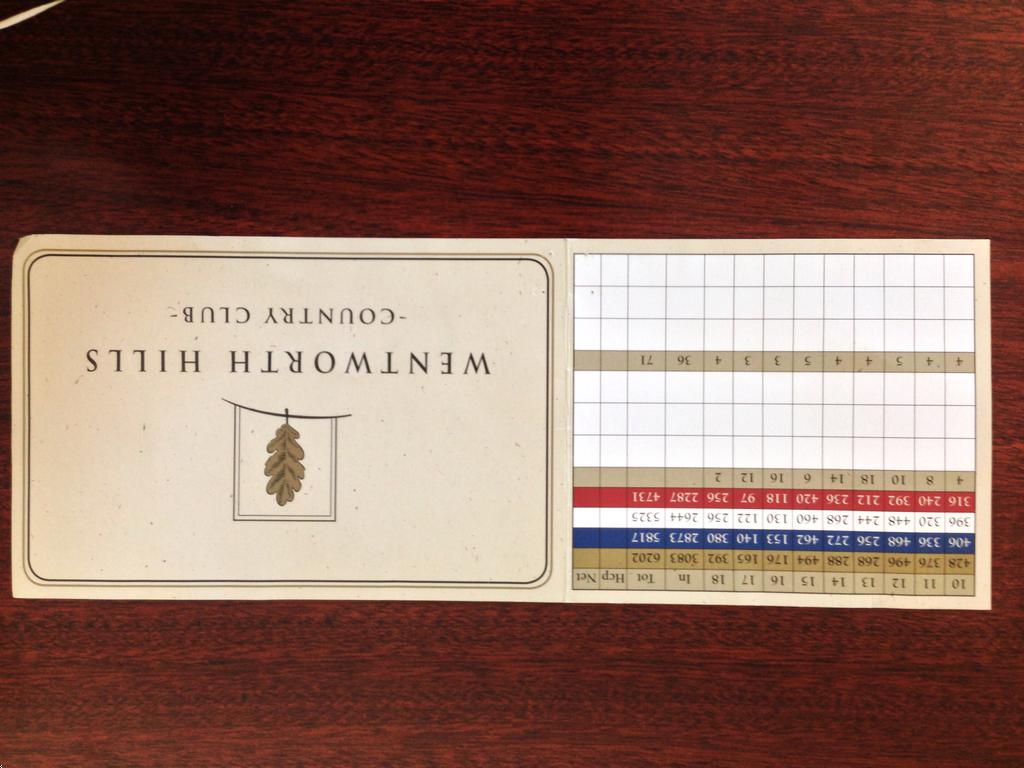 10 11 12 13 14 15 16 17 18 In Tot Hcp Net
428 376 496 268 288 494 176 165 392 3083 6202
406 336 468 256 272 462 153 140 380 2873 5817
396 320 448 244 268 460 130 122 256 2644 5325
316 240 392 212 236 420 118 97 256 2287 4731
4 8 10 18 14 6 16 12 2
4 4 5 4 4 5 3 3 4 36 71
WENTWORTH HILLS
-COUNTRY CLUB-